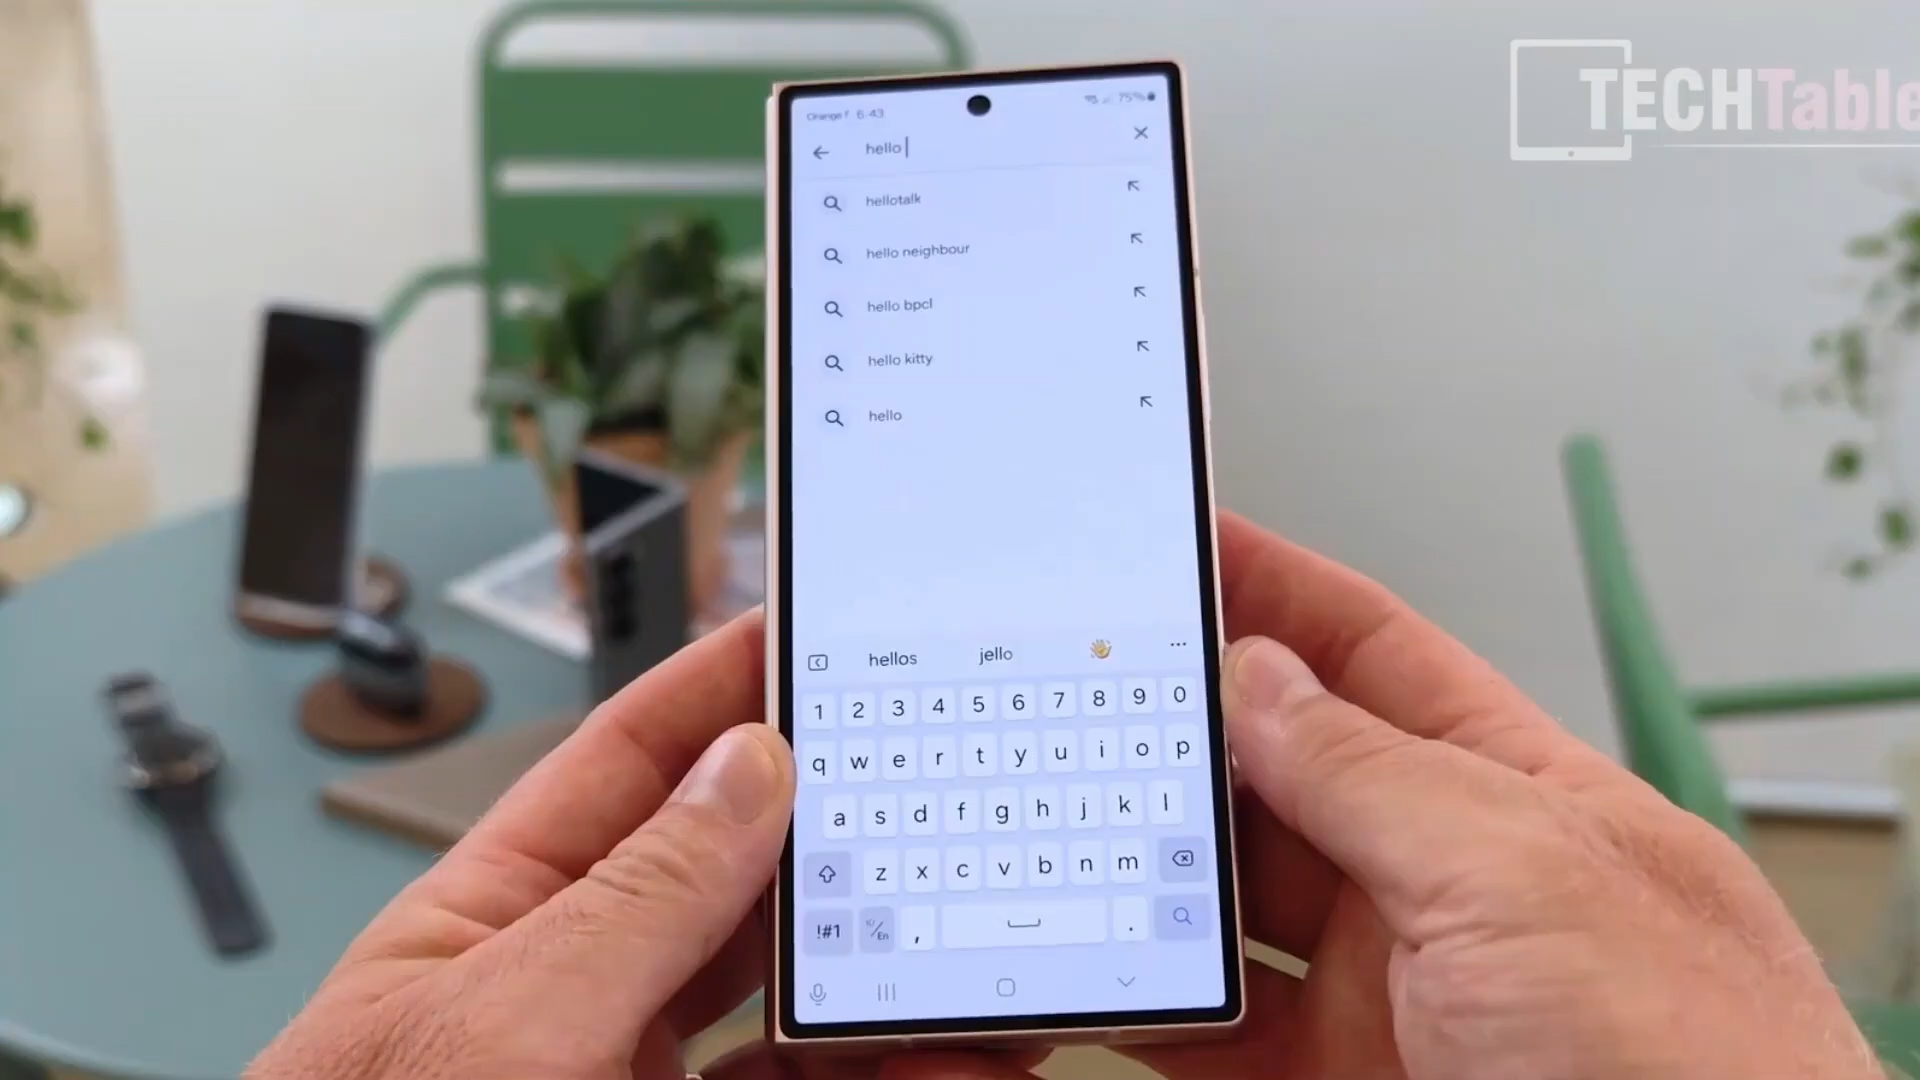 TECHTable
Orange F 6:43
75%
hello
hellotalk
hello neighbour
hello bpcl
hello kitty
hello
hellos jello 👋 ...
1 2 3 4 5 6 7 8 9 0
q w e r t y u i o p
a s d f g h j k l
z x c v b n m
!#1 En , .